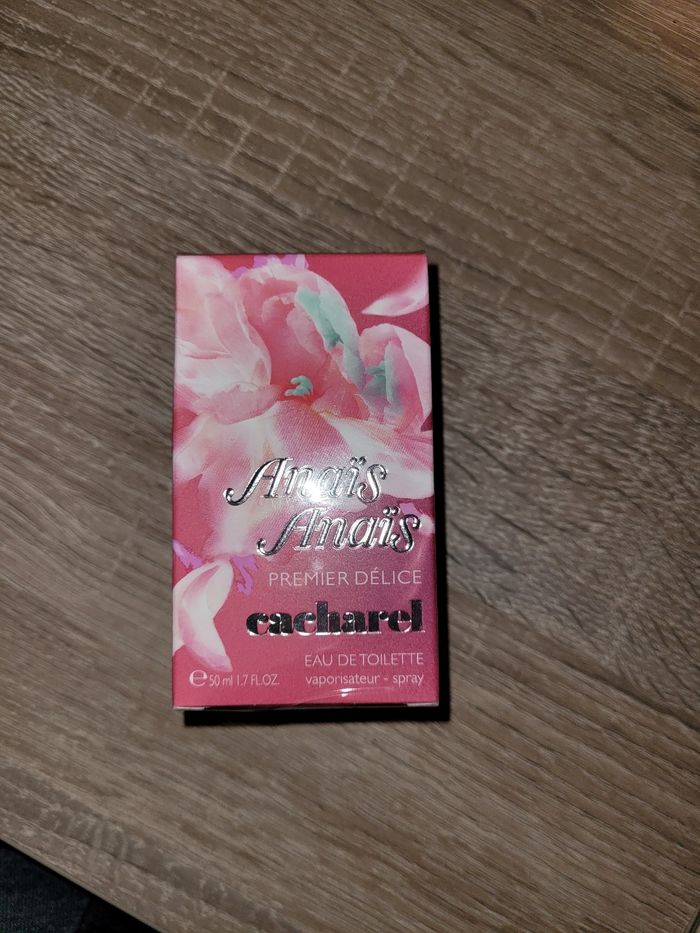 Anaïs
Anaïs
PREMIER DÉLICE
cacharel
EAU DE TOILETTE
℮ 50 ml 1.7 FL.OZ. vaporisateur - spray